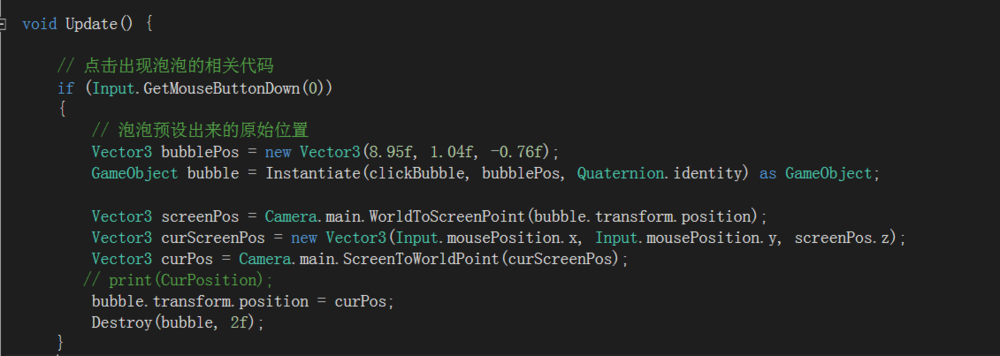 void Update() {
// 点击出现泡泡的相关代码
if (Input.GetMouseButtonDown(0))
{
// 泡泡预设出来的原始位置
Vector3 bubblePos = new Vector3(8.95f, 1.04f, -0.76f);
GameObject bubble = Instantiate(clickBubble, bubblePos, Quaternion.identity) as GameObject;
Vector3 screenPos = Camera.main.WorldToScreenPoint(bubble.transform.position);
Vector3 curScreenPos = new Vector3(Input.mousePosition.x, Input.mousePosition.y, screenPos.z);
Vector3 curPos = Camera.main.ScreenToWorldPoint(curScreenPos);
// print(CurPosition);
bubble.transform.position = curPos;
Destroy(bubble, 2f);
}